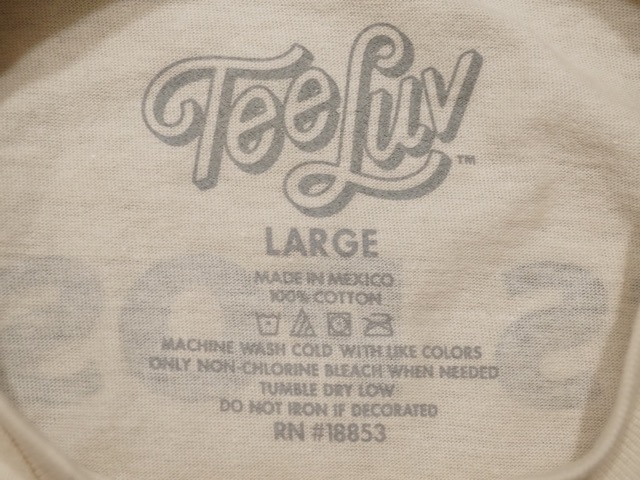 TeeLuv™
LARGE
MADE IN MEXICO
100% COTTON
MACHINE WASH COLD WITH LIKE COLORS
ONLY NON-CHLORINE BLEACH WHEN NEEDED
TUMBLE DRY LOW
DO NOT IRON IF DECORATED
RN #18853